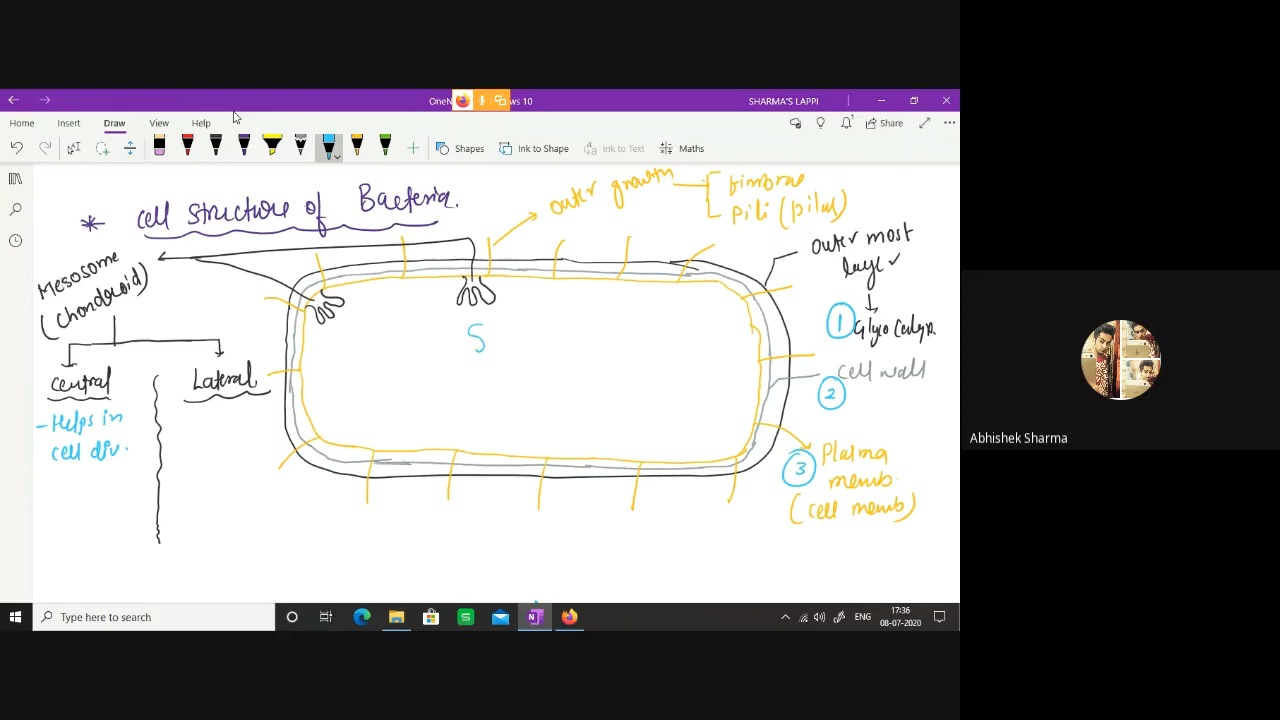 OneN
ws 10
SHARMA'S LAPPI
Home
Insert
Draw
View
Help
Share
Shapes
Ink to Shape
Ink to Text
Maths
* cell structure of Bacteria.
outer growth
fimbrae
pili (pilus)
outer most
layer ✓
Mesosome
(chondroid)
1
S
Central
Lateral
cell wall
2
- Helps in
cell div.
3 Plasma
memb.
(cell memb)
Abhishek Sharma
Type here to search
ENG
17:36
08-07-2020